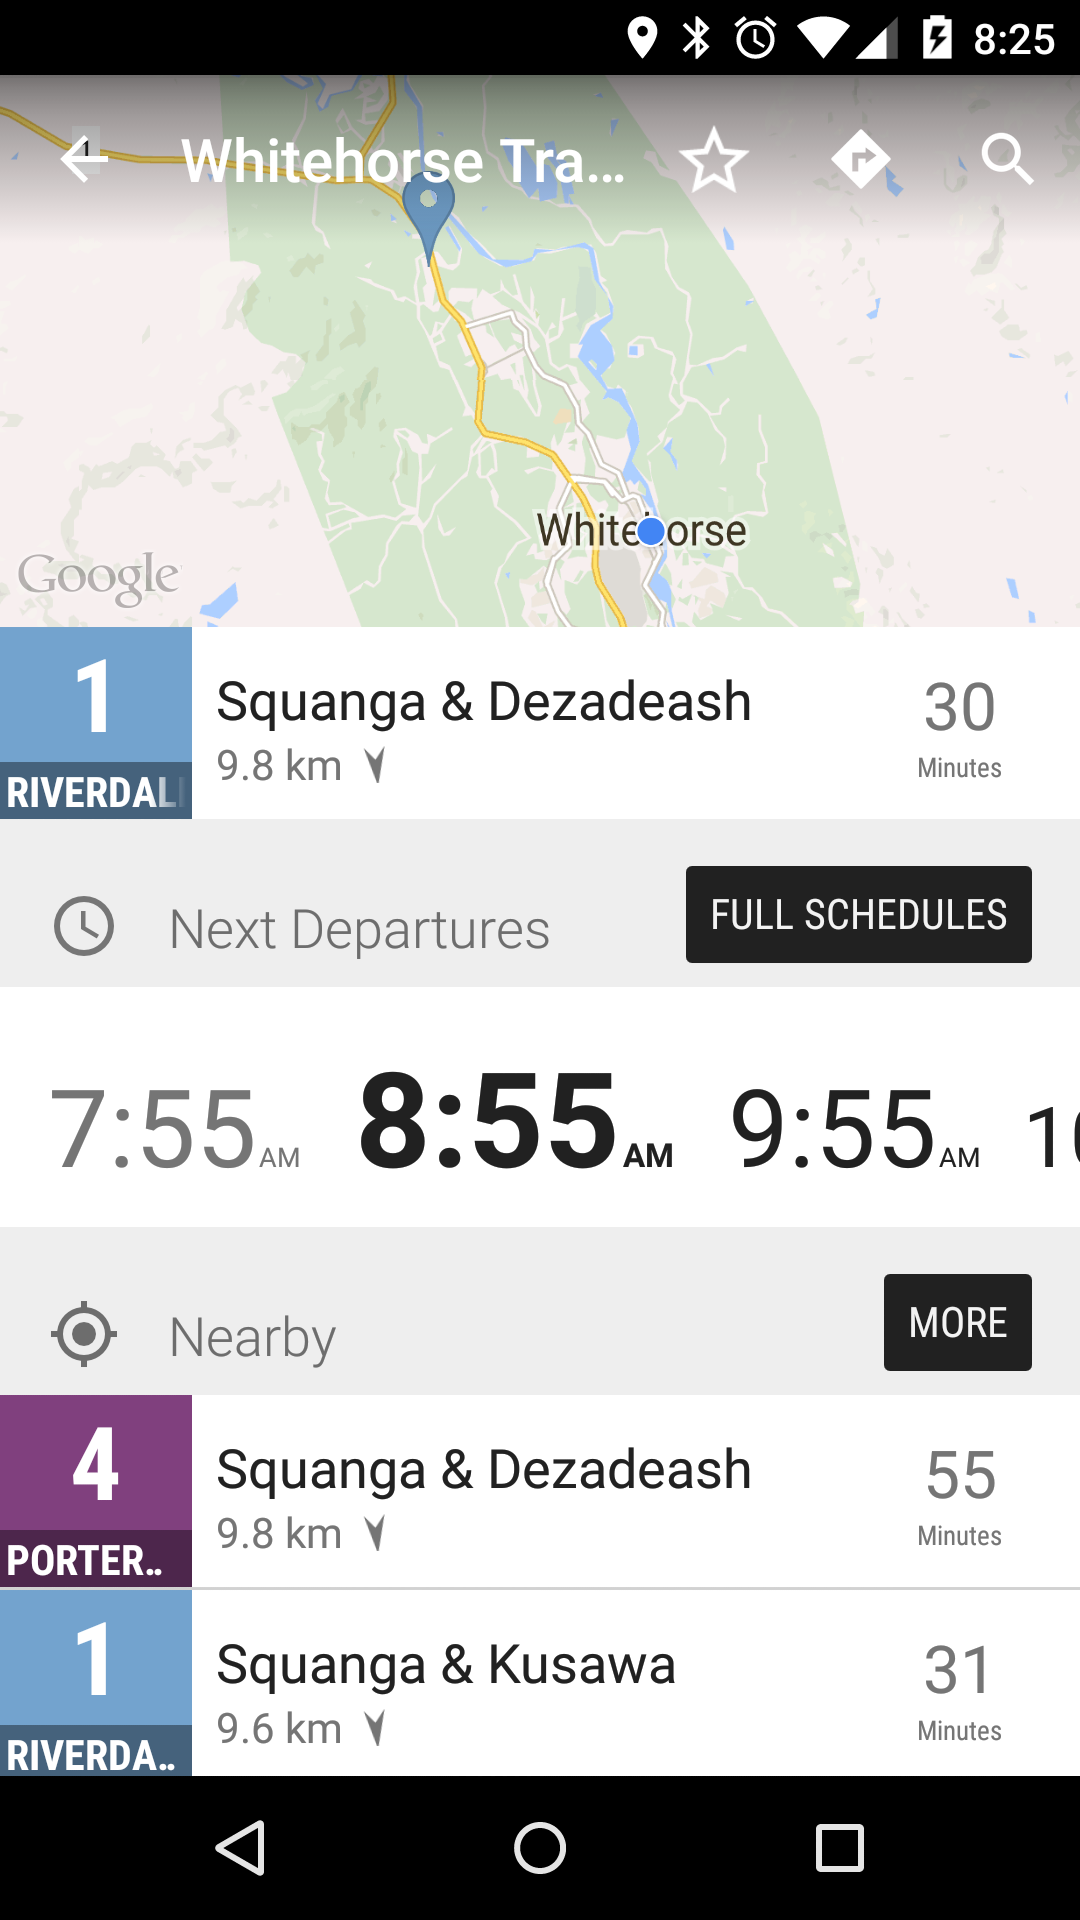 8:25
1
Whitehorse Tra...
Whitehorse
Google
1
Squanga & Dezadeash
30
9.8 km
Minutes
RIVERDAL
Next Departures
FULL SCHEDULES
7:55 AM
8:55 AM
9:55 AM
10
Nearby
MORE
4
Squanga & Dezadeash
55
9.8 km
Minutes
PORTER..
1
Squanga & Kusawa
31
9.6 km
Minutes
RIVERDA..